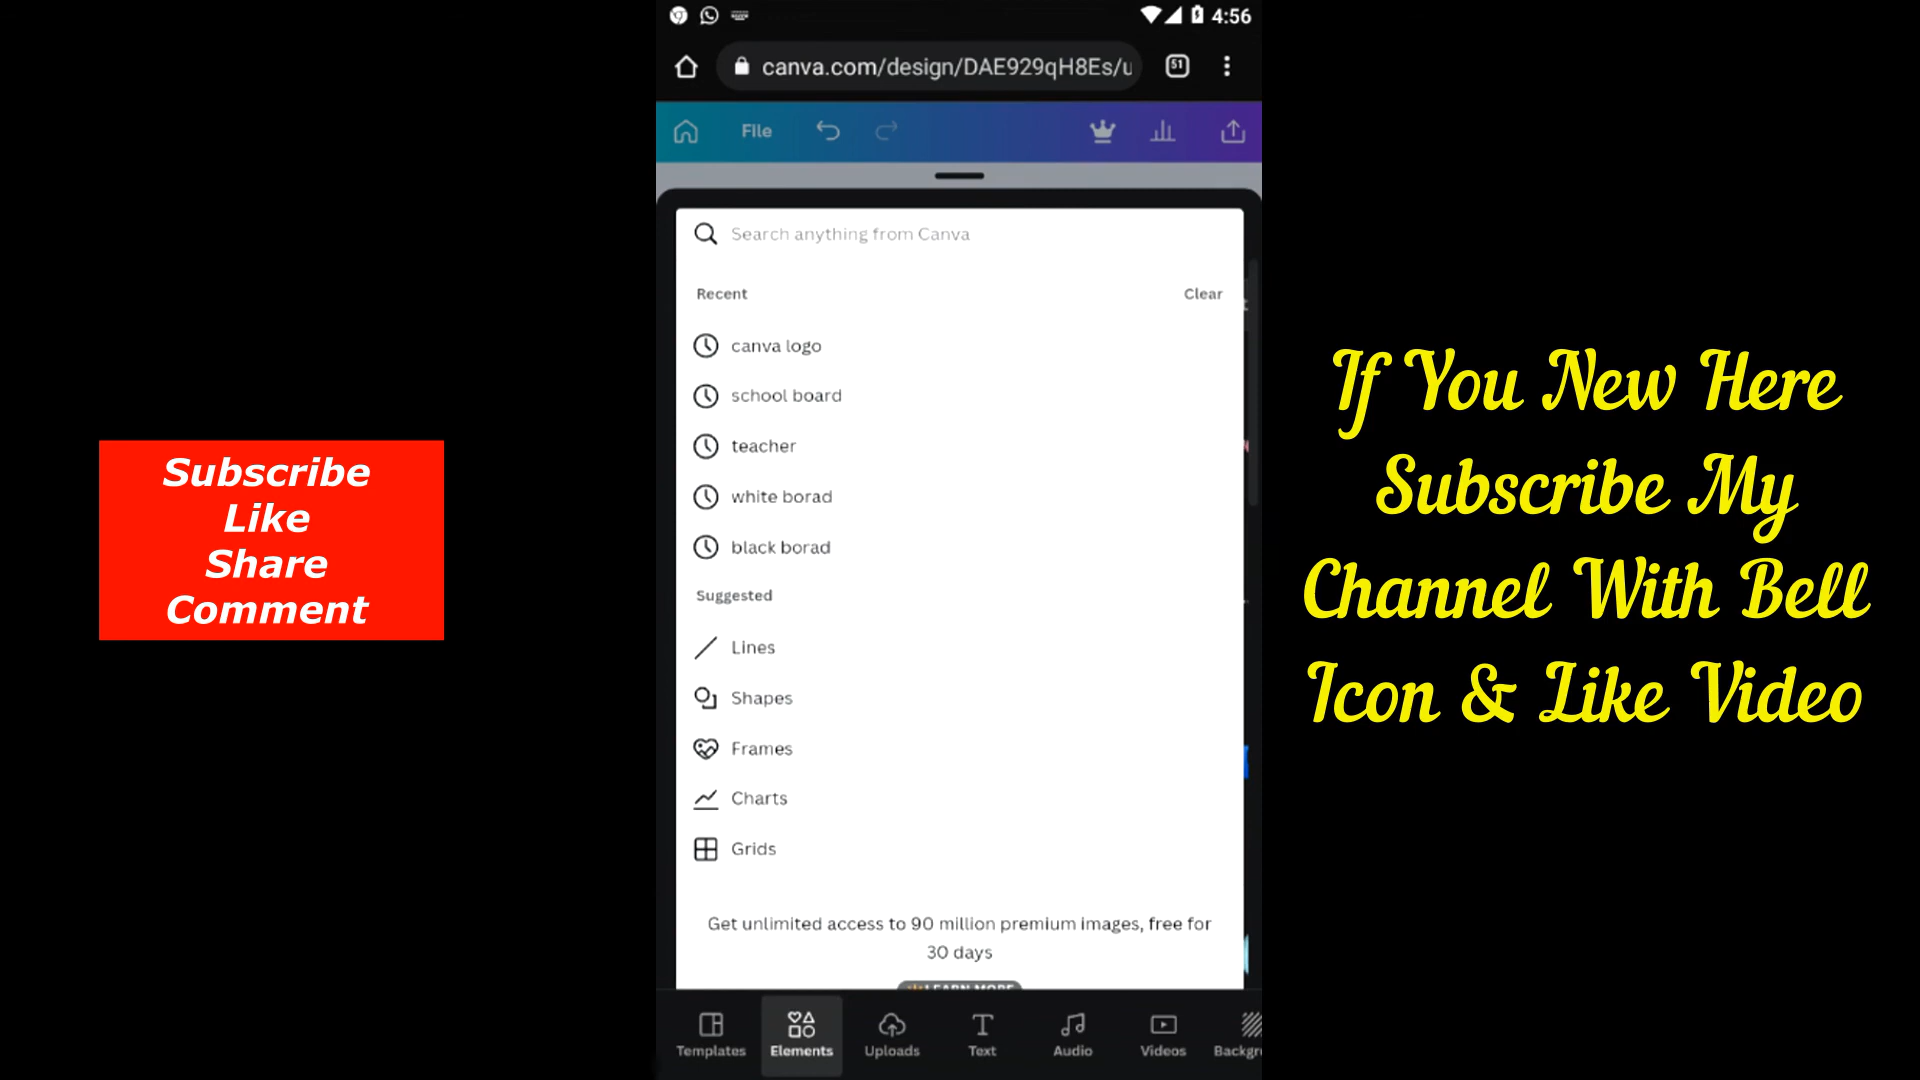 4:56
canva.com/design/DAE929qH8Es/u
51
File
Search anything from Canva
Recent
Clear
canva logo
school board
teacher
white borad
black borad
Suggested
Lines
Shapes
Frames
Charts
Grids
Get unlimited access to 90 million premium images, free for
30 days
LEARN MORE
Templates
Elements
Uploads
Text
Audio
Videos
Backgr
Subscribe
Like
Share
Comment
If You New Here
Subscribe My
Channel With Bell
Icon & Like Video